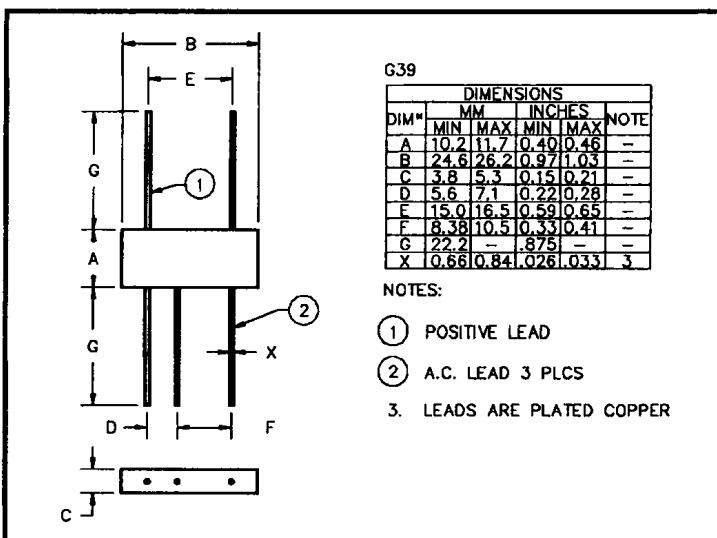 B
E
G
1
A
2
G
X
D
F
C
G39
DIMENSIONS
DIM" MM INCHES NOTE
MIN MAX MIN MAX
A 10.2 11.7 0.40 0.46 –
B 24.6 26.2 0.97 1.03 –
C 3.8 5.3 0.15 0.21 –
D 5.6 7.1 0.22 0.28 –
E 15.0 16.5 0.59 0.65 –
F 8.38 10.5 0.33 0.41 –
G 22.2 – .875 – –
X 0.66 0.84 .026 .033 3
NOTES:
1 POSITIVE LEAD
2 A.C. LEAD 3 PLCS
3. LEADS ARE PLATED COPPER